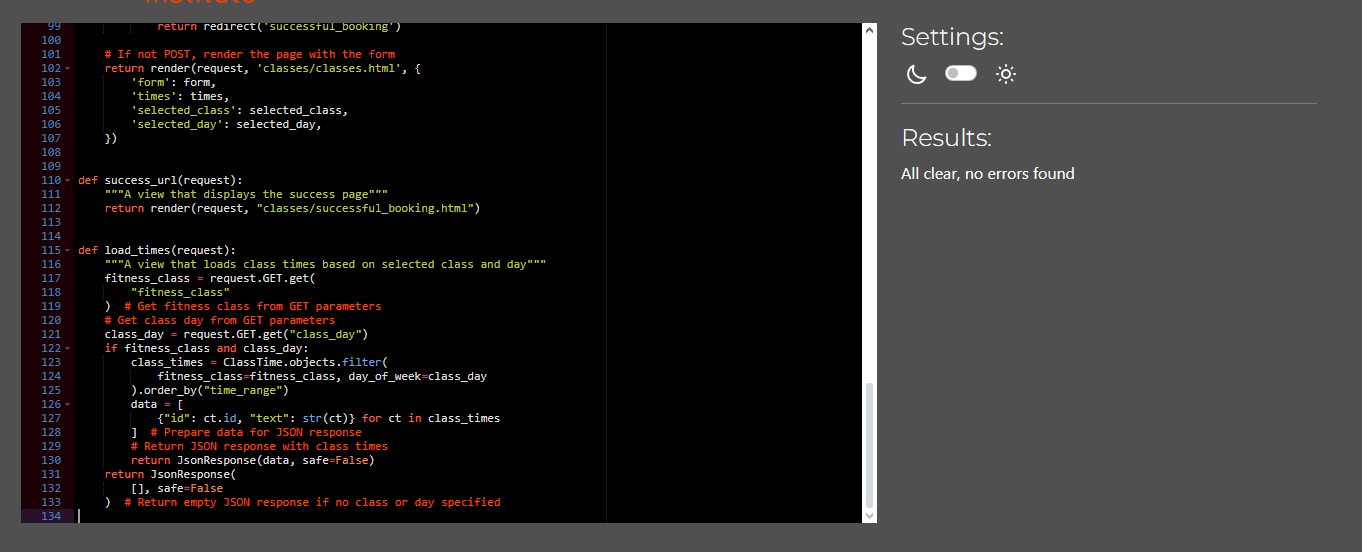 Institute
99 return redirect('successful_booking')
100
101 # If not POST, render the page with the form
102 return render(request, 'classes/classes.html', {
103 'form': form,
104 'times': times,
105 'selected_class': selected_class,
106 'selected_day': selected_day,
107 })
108
109
110 def success_url(request):
111 """A view that displays the success page"""
112 return render(request, "classes/successful_booking.html")
113
114
115 def load_times(request):
116 """A view that loads class times based on selected class and day"""
117 fitness_class = request.GET.get(
118 "fitness_class"
119 ) # Get fitness class from GET parameters
120 # Get class day from GET parameters
121 class_day = request.GET.get("class_day")
122 if fitness_class and class_day:
123 class_times = ClassTime.objects.filter(
124 fitness_class=fitness_class, day_of_week=class_day
125 ).order_by("time_range")
126 data = [
127 {"id": ct.id, "text": str(ct)} for ct in class_times
128 ] # Prepare data for JSON response
129 # Return JSON response with class times
130 return JsonResponse(data, safe=False)
131 return JsonResponse(
132 [], safe=False
133 ) # Return empty JSON response if no class or day specified
134
Settings:
Results:
All clear, no errors found